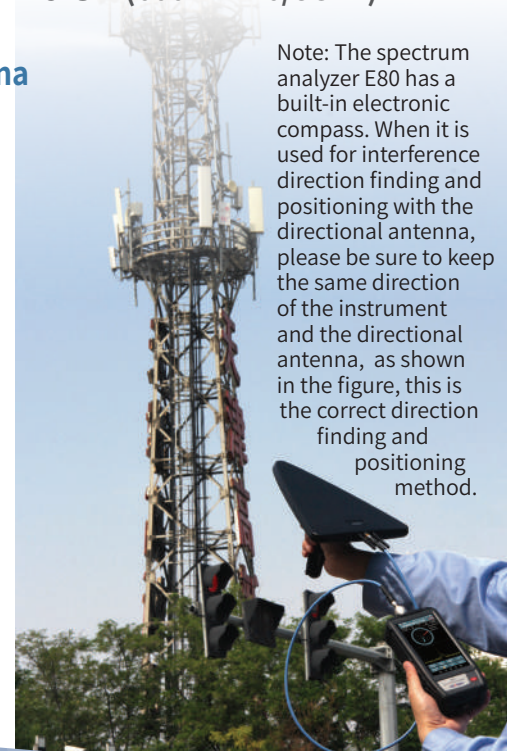 na
Note: The spectrum
analyzer E80 has a
built-in electronic
compass. When it is
used for interference
direction finding and
positioning with the
directional antenna,
please be sure to keep
the same direction
of the instrument
and the directional
antenna, as shown
in the figure, this is
the correct direction
finding and
positioning
method.